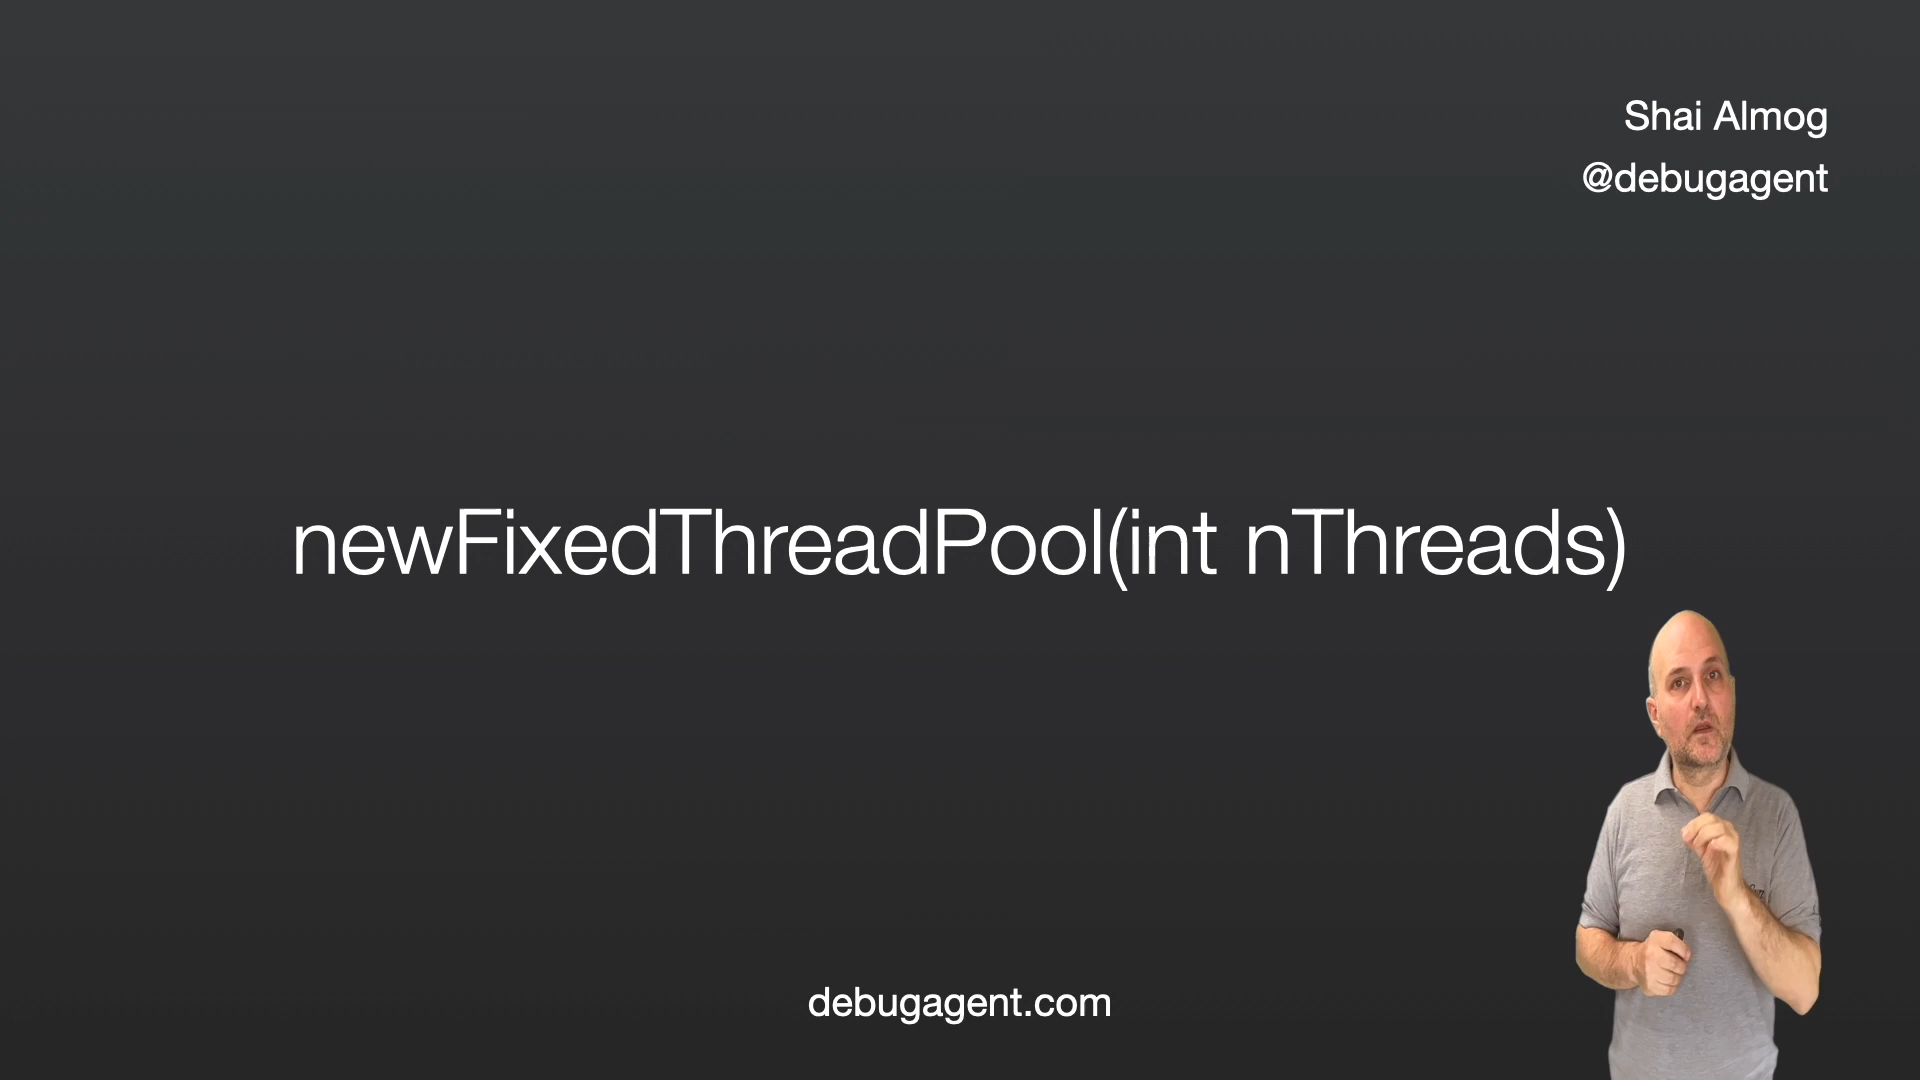 Shai Almog
@debugagent
newFixedThreadPool(int nThreads)
debugagent.com